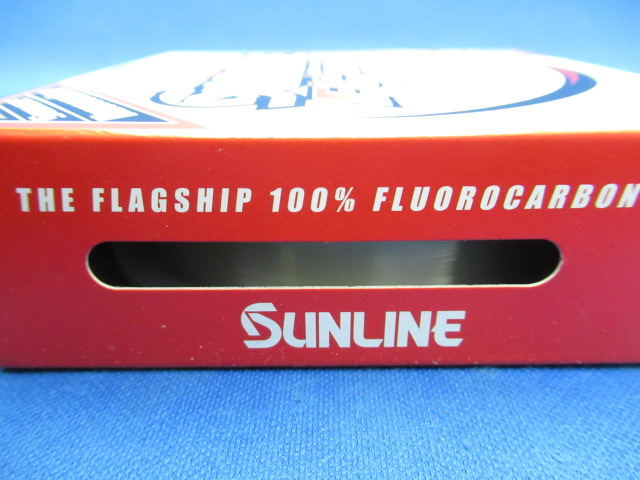 THE FLAGSHIP 100% FLUOROCARBON
SUNLINE